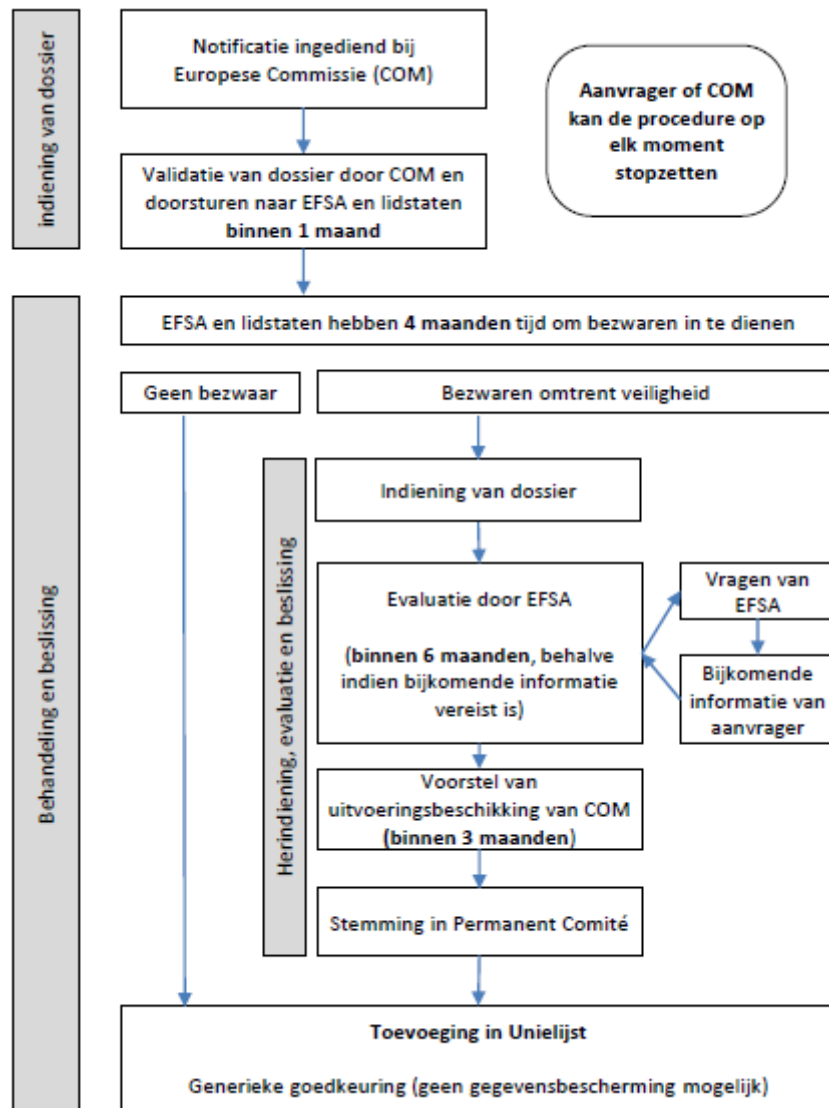 indiening van dossier
Notificatie ingediend bij
Europese Commissie (COM)
Aanvrager of COM
kan de procedure op
elk moment
stopzetten
Validatie van dossier door COM en
doorsturen naar EFSA en lidstaten
binnen 1 maand
Behandeling en beslissing
EFSA en lidstaten hebben 4 maanden tijd om bezwaren in te dienen
Geen bezwaar
Bezwaren omtrent veiligheid
Herindiening, evaluatie en beslissing
Indiening van dossier
Evaluatie door EFSA
(binnen 6 maanden, behalve
indien bijkomende informatie
vereist is)
Vragen van
EFSA
Bijkomende
informatie van
aanvrager
Voorstel van
uitvoeringsbeschikking van COM
(binnen 3 maanden)
Stemming in Permanent Comité
Toevoeging in Unielijst
Generieke goedkeuring (geen gegevensbescherming mogelijk)